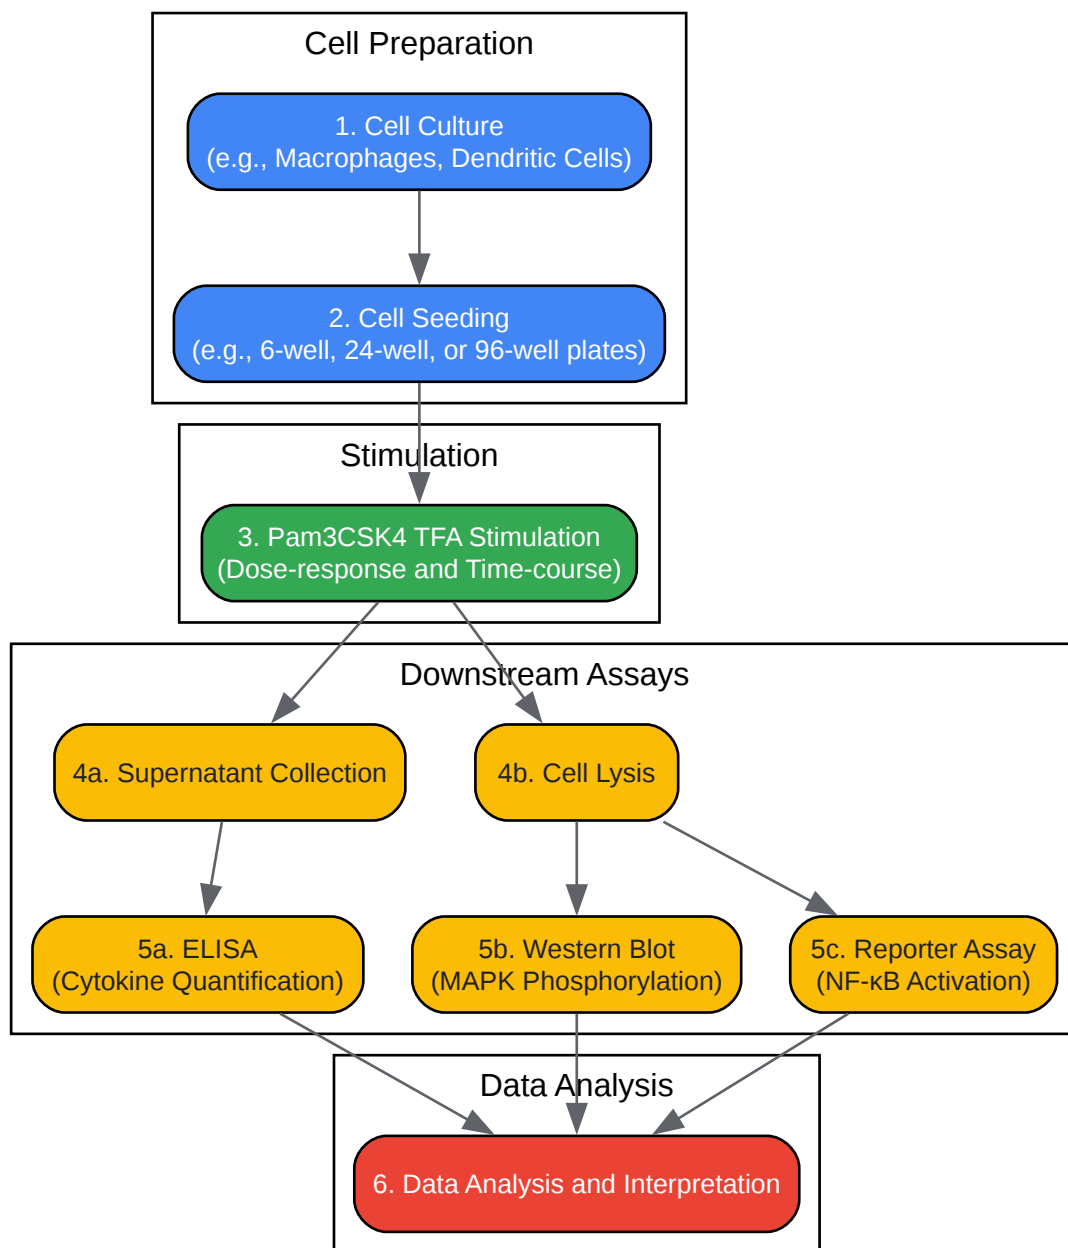 Cell Preparation
1. Cell Culture
(e.g., Macrophages, Dendritic Cells)
2. Cell Seeding
(e.g., 6-well, 24-well, or 96-well plates)
Stimulation
3. Pam3CSK4 TFA Stimulation
(Dose-response and Time-course)
Downstream Assays
4a. Supernatant Collection
4b. Cell Lysis
5a. ELISA
(Cytokine Quantification)
5b. Western Blot
(MAPK Phosphorylation)
5c. Reporter Assay
(NF-κB Activation)
Data Analysis
6. Data Analysis and Interpretation